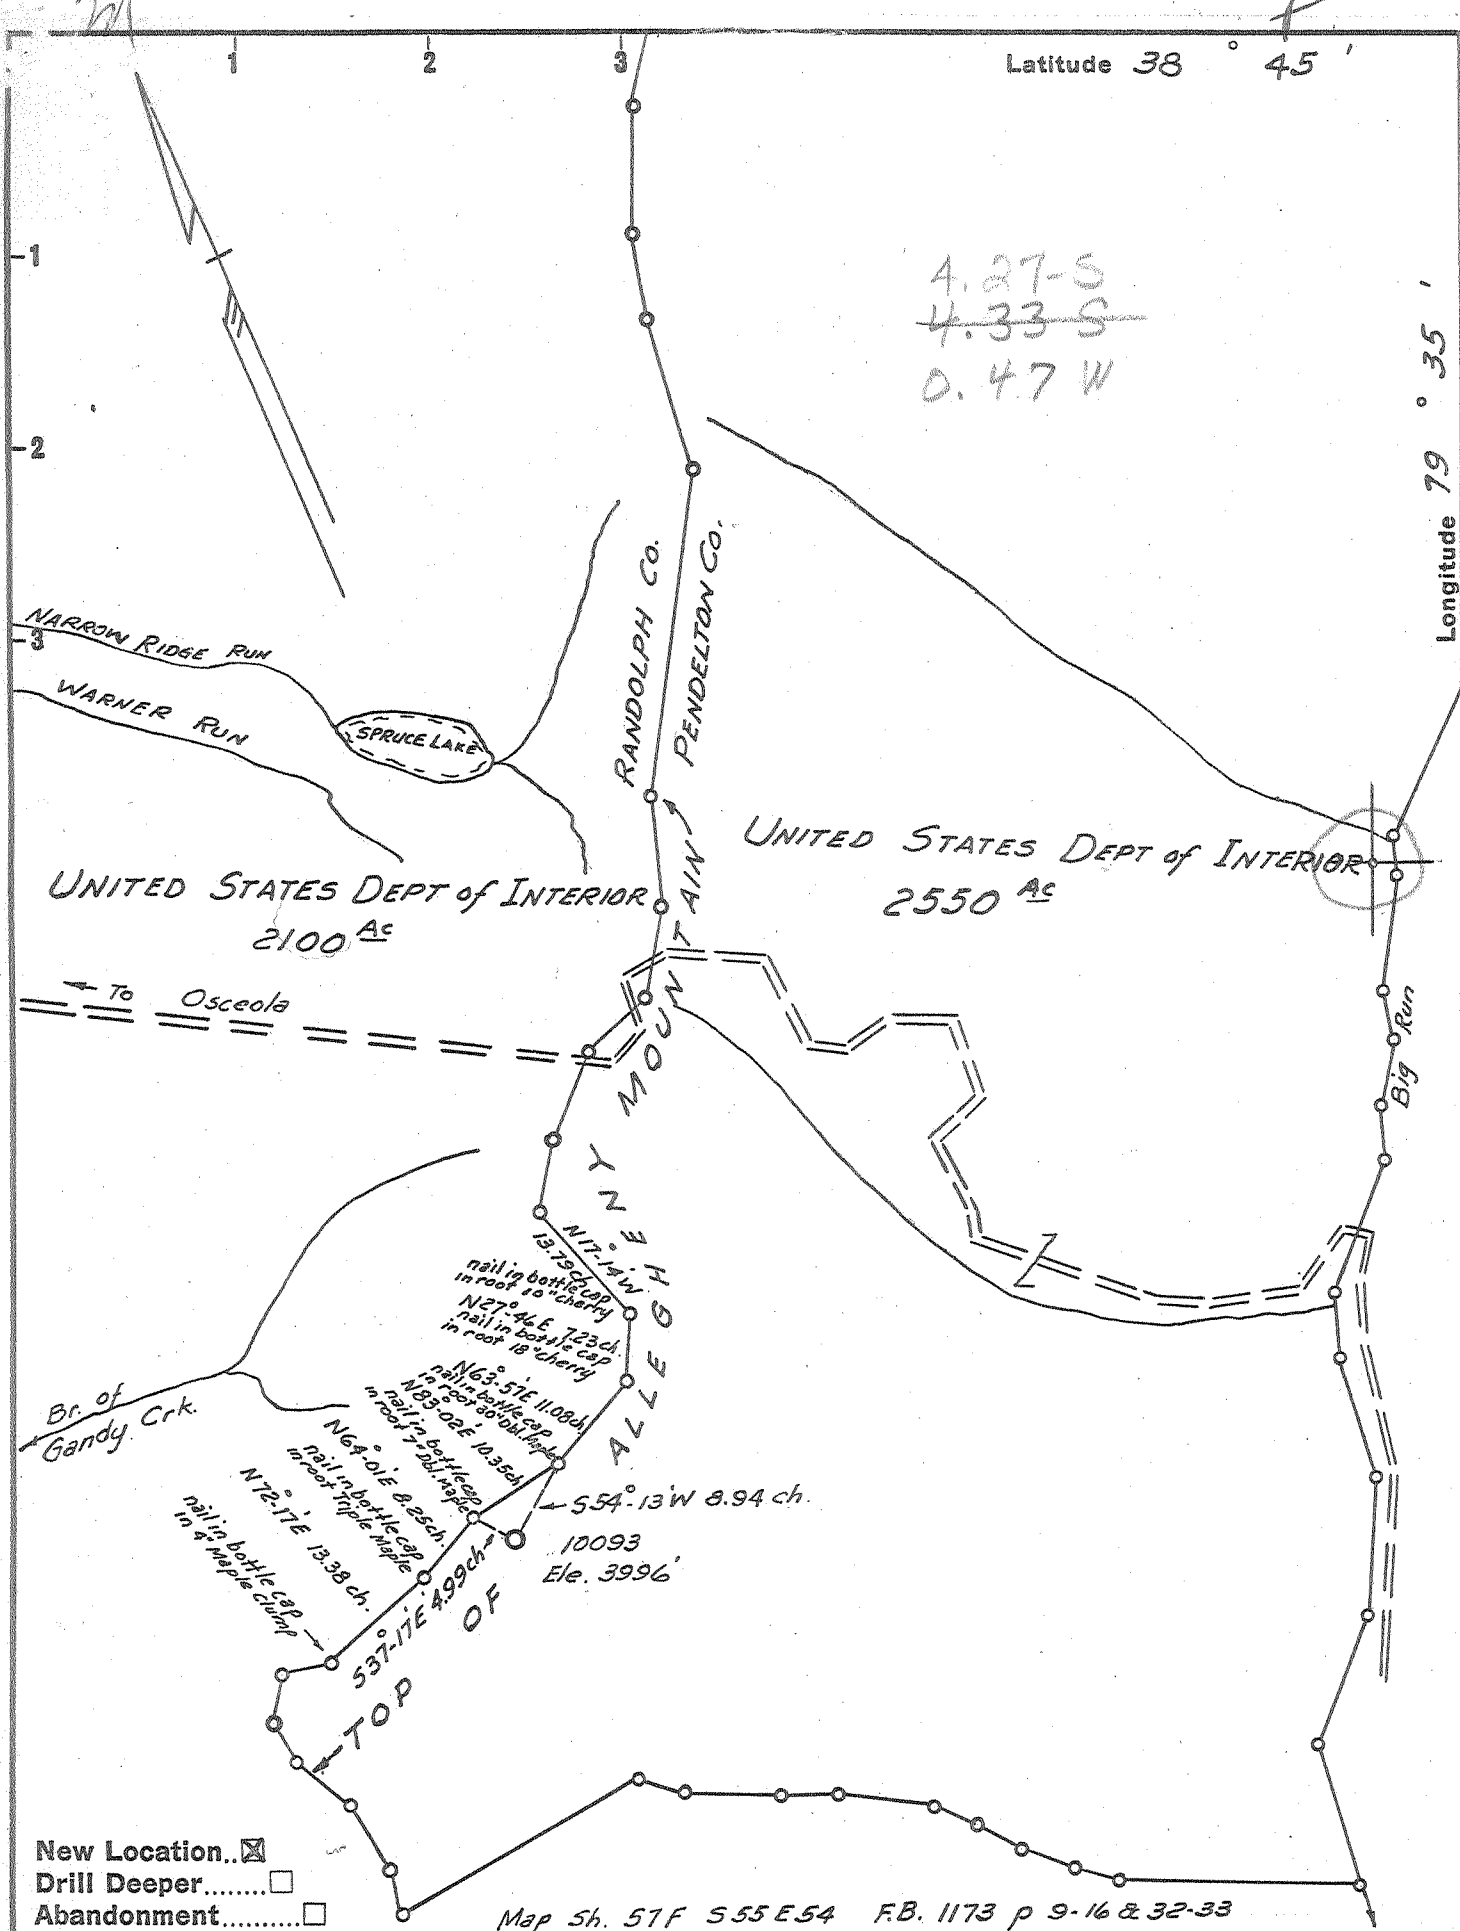 1 2 3
Latitude 38° 45'
-1
4.27-S
4.33 S
0.47 W
Longitude 79° 35'
-2
-3
RANDOLPH Co.
PENDELTON Co.
NARROW RIDGE RUN
WARNER RUN
SPRUCE LAKE
UNITED STATES DEPT of INTERIOR
2550 Ac
UNITED STATES DEPT of INTERIOR
2100 Ac
To Osceola
Big Run
TOP OF ALLEGHENY MOUNTAIN
N17°-14'W
13.79ch.
nail in bottle cap
in root 10" cherry
N27°-46'E 7.23ch.
nail in bottle cap
in root 18" cherry
N63°-57'E 11.08ch.
nail in bottle cap
in root 20" Dbl. Maple
N83°-02'E 10.35ch
nail in bottle cap
in root 7" Dbl. Maple
N64°-01'E 8.25ch.
nail in bottle cap
in root Triple Maple
N72°-17'E 13.38 ch.
nail in bottle cap
in 4" Maple Clump
Br. of
Gandy Crk.
S54°-13'W 8.94 ch.
10093
Ele. 3996'
S37°-17'E 4.99ch
New Location..☒
Drill Deeper........☐
Abandonment..........☐
Map Sh. 57F S55 E54 F.B. 1173 p 9-16 & 32-33